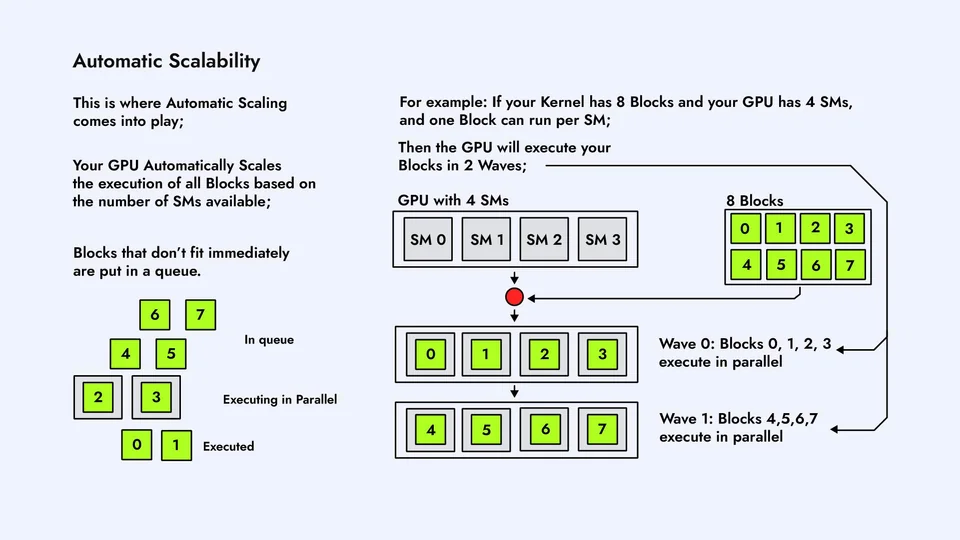 Automatic Scalability
This is where Automatic Scaling
comes into play;
Your GPU Automatically Scales
the execution of all Blocks based on
the number of SMs available;
Blocks that don't fit immediately
are put in a queue.
6 7
In queue
4 5
2 3
Executing in Parallel
0 1
Executed
For example: If your Kernel has 8 Blocks and your GPU has 4 SMs,
and one Block can run per SM;
Then the GPU will execute your
Blocks in 2 Waves;
GPU with 4 SMs
SM 0 SM 1 SM 2 SM 3
8 Blocks
0 1 2 3
4 5 6 7
0 1 2 3
Wave 0: Blocks 0, 1, 2, 3
execute in parallel
4 5 6 7
Wave 1: Blocks 4,5,6,7
execute in parallel